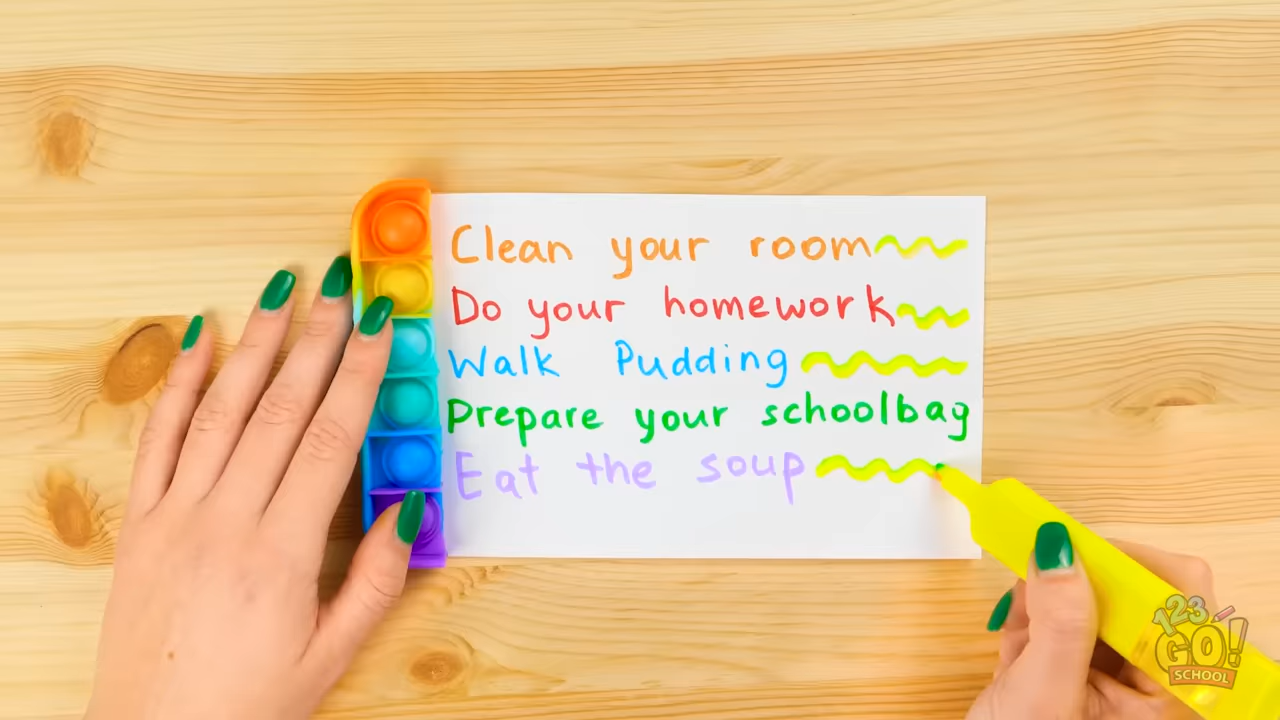 Clean your room
Do your homework
Walk Pudding
Prepare your schoolbag
Eat the soup
123
GO!
SCHOOL